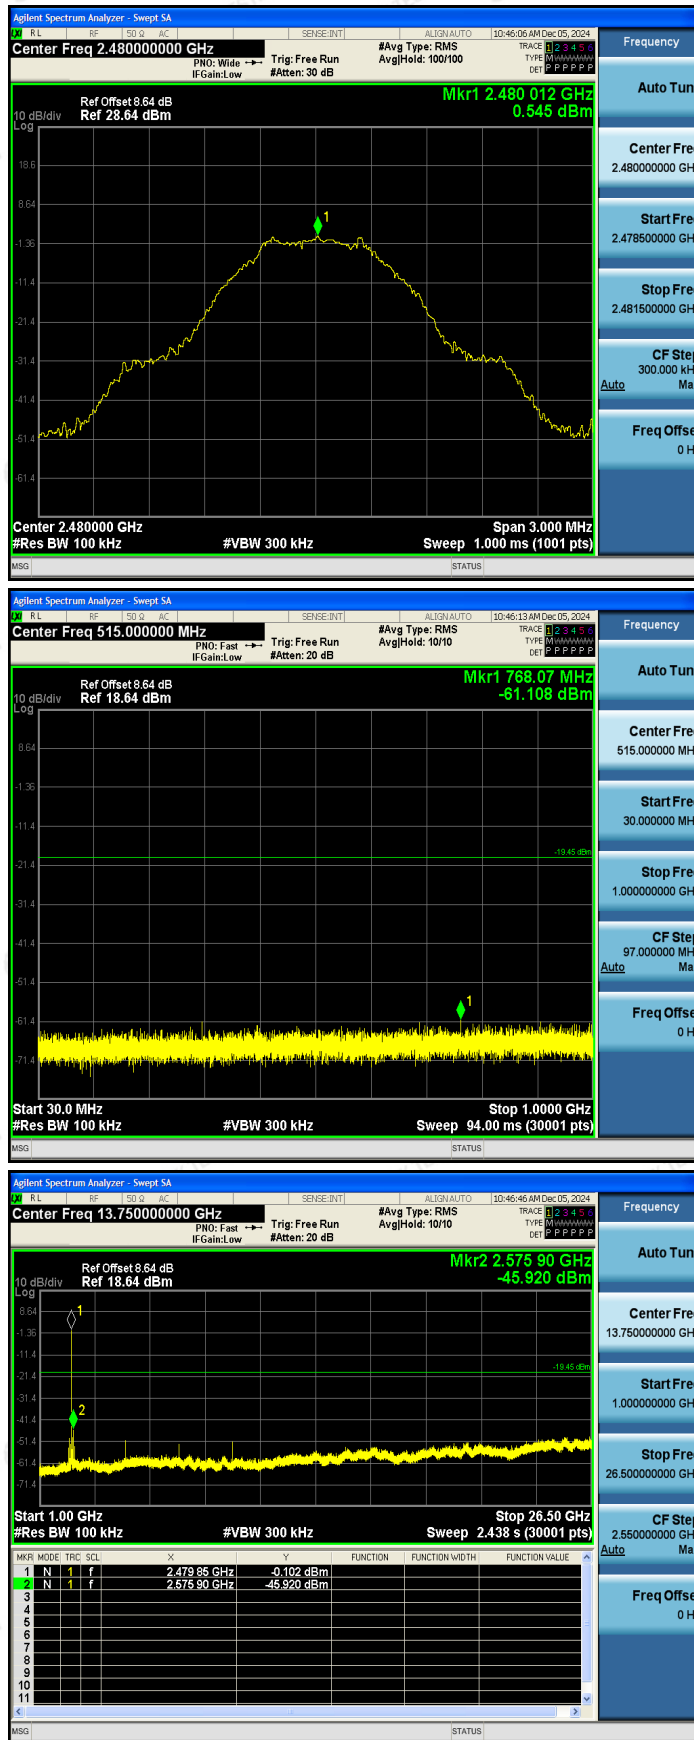 Agilent Spectrum Analyzer - Swept SA
LXI RL RF 50 Ω AC SENSE:INT ALIGN AUTO 10:46:06 AM Dec 05, 2024
Center Freq 2.480000000 GHz
PNO: Wide
IFGain:Low
Trig: Free Run
#Atten: 30 dB
#Avg Type: RMS
Avg|Hold: 100/100
TRACE 1 2 3 4 5 6
TYPE M
DET P P P P P P
Ref Offset 8.64 dB
10 dB/div Ref 28.64 dBm
Log
Mkr1 2.480 012 GHz
0.545 dBm
18.6
8.64
-1.36
-11.4
-21.4
-31.4
-41.4
-51.4
-61.4
1
Center 2.480000 GHz Span 3.000 MHz
#Res BW 100 kHz #VBW 300 kHz Sweep 1.000 ms (1001 pts)
MSG STATUS
Frequency
Auto Tun
Center Fre
2.480000000 GH
Start Fre
2.478500000 GH
Stop Fre
2.481500000 GH
CF Step
300.000 kH
Auto Ma
Freq Offse
0 H
Agilent Spectrum Analyzer - Swept SA
LXI RL RF 50 Ω AC SENSE:INT ALIGN AUTO 10:46:13 AM Dec 05, 2024
Center Freq 515.000000 MHz
PNO: Fast
IFGain:Low
Trig: Free Run
#Atten: 20 dB
#Avg Type: RMS
Avg|Hold: 10/10
TRACE 1 2 3 4 5 6
TYPE M
DET P P P P P P
Ref Offset 8.64 dB
10 dB/div Ref 18.64 dBm
Log
Mkr1 768.07 MHz
-61.108 dBm
8.64
-1.36
-11.4
-19.45 dBm
-21.4
-31.4
-41.4
-51.4
-61.4
-71.4
1
Start 30.0 MHz Stop 1.0000 GHz
#Res BW 100 kHz #VBW 300 kHz Sweep 94.00 ms (30001 pts)
MSG STATUS
Frequency
Auto Tun
Center Fre
515.000000 MH
Start Fre
30.000000 MH
Stop Fre
1.000000000 GH
CF Step
97.000000 MH
Auto Ma
Freq Offse
0 H
Agilent Spectrum Analyzer - Swept SA
LXI RL RF 50 Ω AC SENSE:INT ALIGN AUTO 10:46:46 AM Dec 05, 2024
Center Freq 13.750000000 GHz
PNO: Fast
IFGain:Low
Trig: Free Run
#Atten: 20 dB
#Avg Type: RMS
Avg|Hold: 10/10
TRACE 1 2 3 4 5 6
TYPE M
DET P P P P P P
Ref Offset 8.64 dB
10 dB/div Ref 18.64 dBm
Log
Mkr2 2.575 90 GHz
-45.920 dBm
8.64
-1.36
-11.4
-19.45 dBm
-21.4
-31.4
-41.4
-51.4
-61.4
-71.4
1
2
Start 1.00 GHz Stop 26.50 GHz
#Res BW 100 kHz #VBW 300 kHz Sweep 2.438 s (30001 pts)
MKR MODE TRC SCL X Y FUNCTION FUNCTION WIDTH FUNCTION VALUE
1 N 1 f 2.479 85 GHz -0.102 dBm
2 N 1 f 2.575 90 GHz -45.920 dBm
3
4
5
6
7
8
9
10
11
MSG STATUS
Frequency
Auto Tun
Center Fre
13.750000000 GH
Start Fre
1.000000000 GH
Stop Fre
26.500000000 GH
CF Step
2.550000000 GH
Auto Ma
Freq Offse
0 H